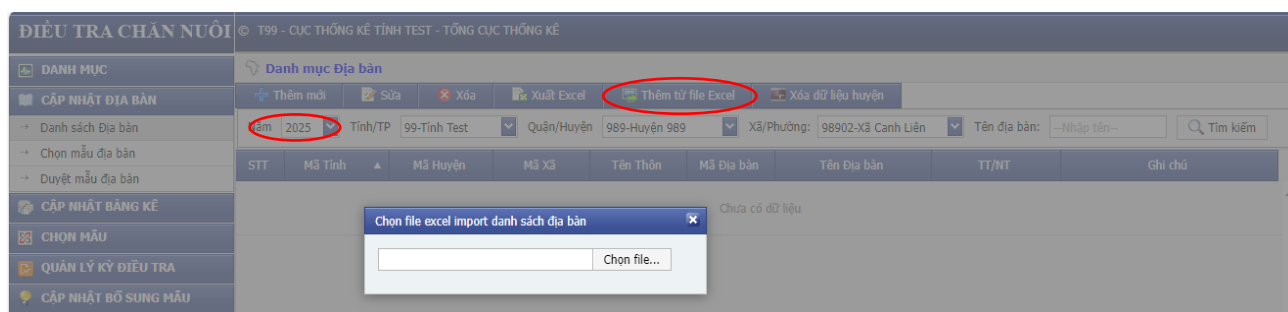 ĐIỀU TRA CHĂN NUÔI © T99 - CỤC THỐNG KÊ TỈNH TEST - TỔNG CỤC THỐNG KÊ
DANH MỤC
CẬP NHẬT ĐỊA BÀN
→ Danh sách Địa bàn
→ Chọn mẫu địa bàn
→ Duyệt mẫu địa bàn
CẬP NHẬT BẢNG KÊ
CHỌN MẪU
QUẢN LÝ KỲ ĐIỀU TRA
CẬP NHẬT BỔ SUNG MẪU
Danh mục Địa bàn
Thêm mới Sửa Xóa Xuất Excel Thêm từ file Excel Xóa dữ liệu huyện
Năm 2025 Tỉnh/TP 99-Tỉnh Test Quận/Huyện 989-Huyện 989 Xã/Phường: 98902-Xã Canh Liên Tên địa bàn: --Nhập tên-- Tìm kiếm
STT Mã Tỉnh ▲ Mã Huyện Mã Xã Tên Thôn Mã Địa bàn Tên Địa bàn TT/NT Ghi chú
Chưa có dữ liệu
Chọn file excel import danh sách địa bàn
Chọn file...